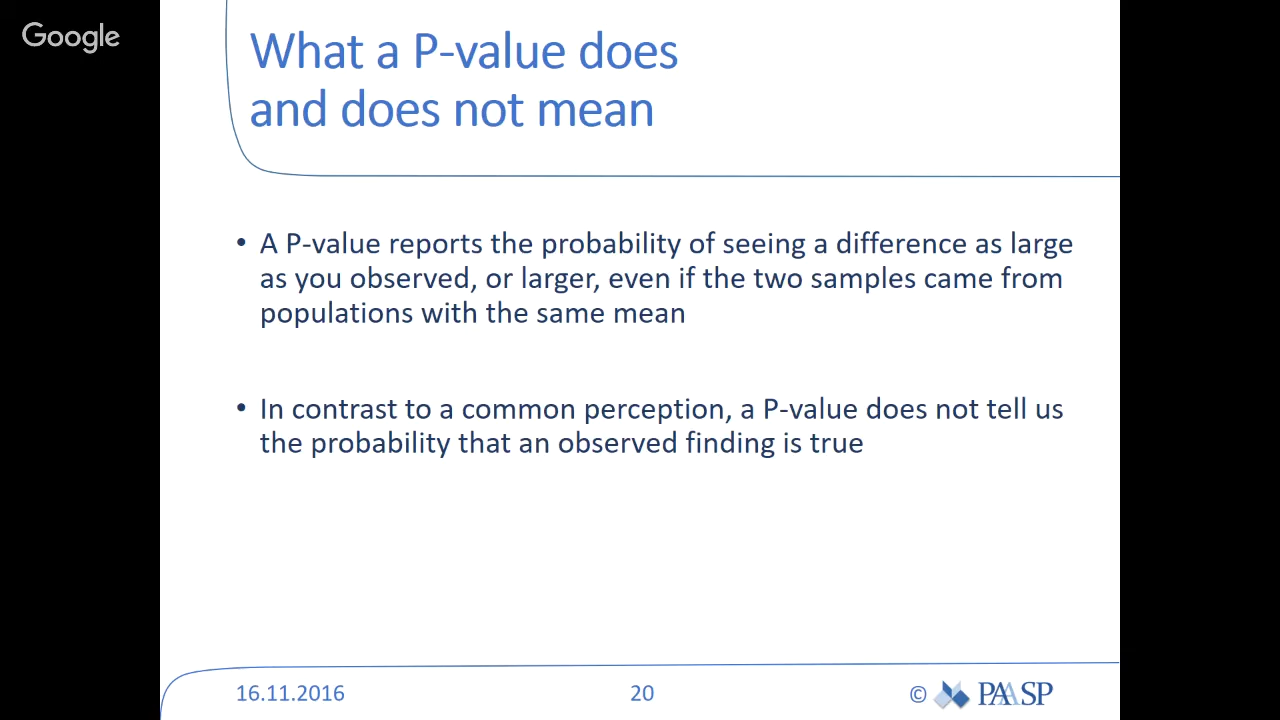 Google
What a P-value does
and does not mean
• A P-value reports the probability of seeing a difference as large
as you observed, or larger, even if the two samples came from
populations with the same mean
• In contrast to a common perception, a P-value does not tell us
the probability that an observed finding is true
16.11.2016
20
© PAASP